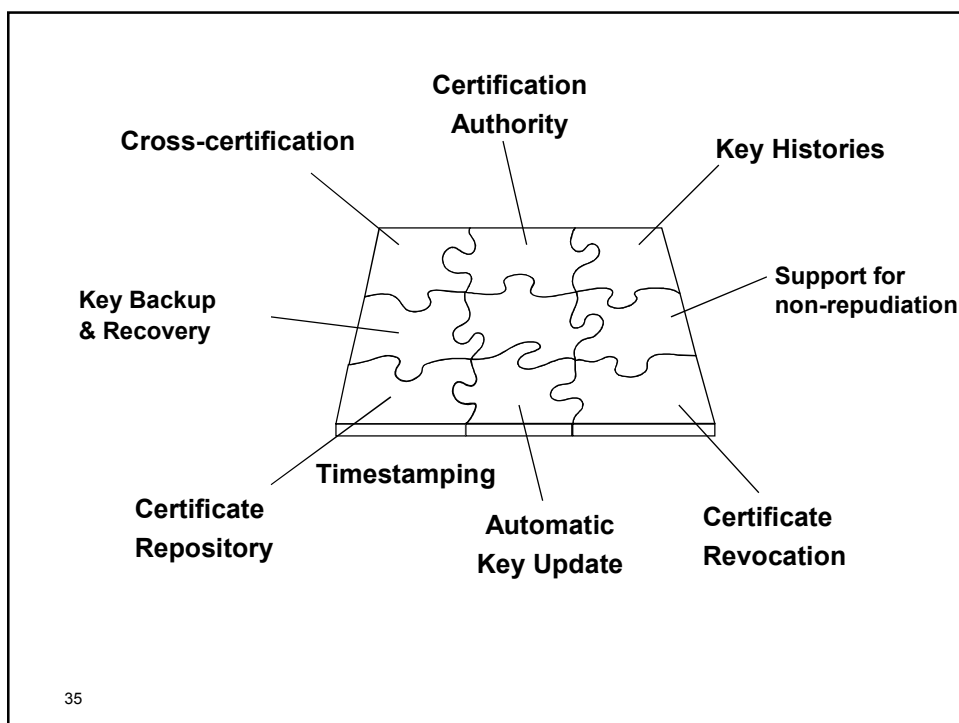 Certification
Authority
Cross-certification
Key Histories
Key Backup
& Recovery
Support for
non-repudiation
Timestamping
Certificate
Repository
Automatic
Key Update
Certificate
Revocation
35